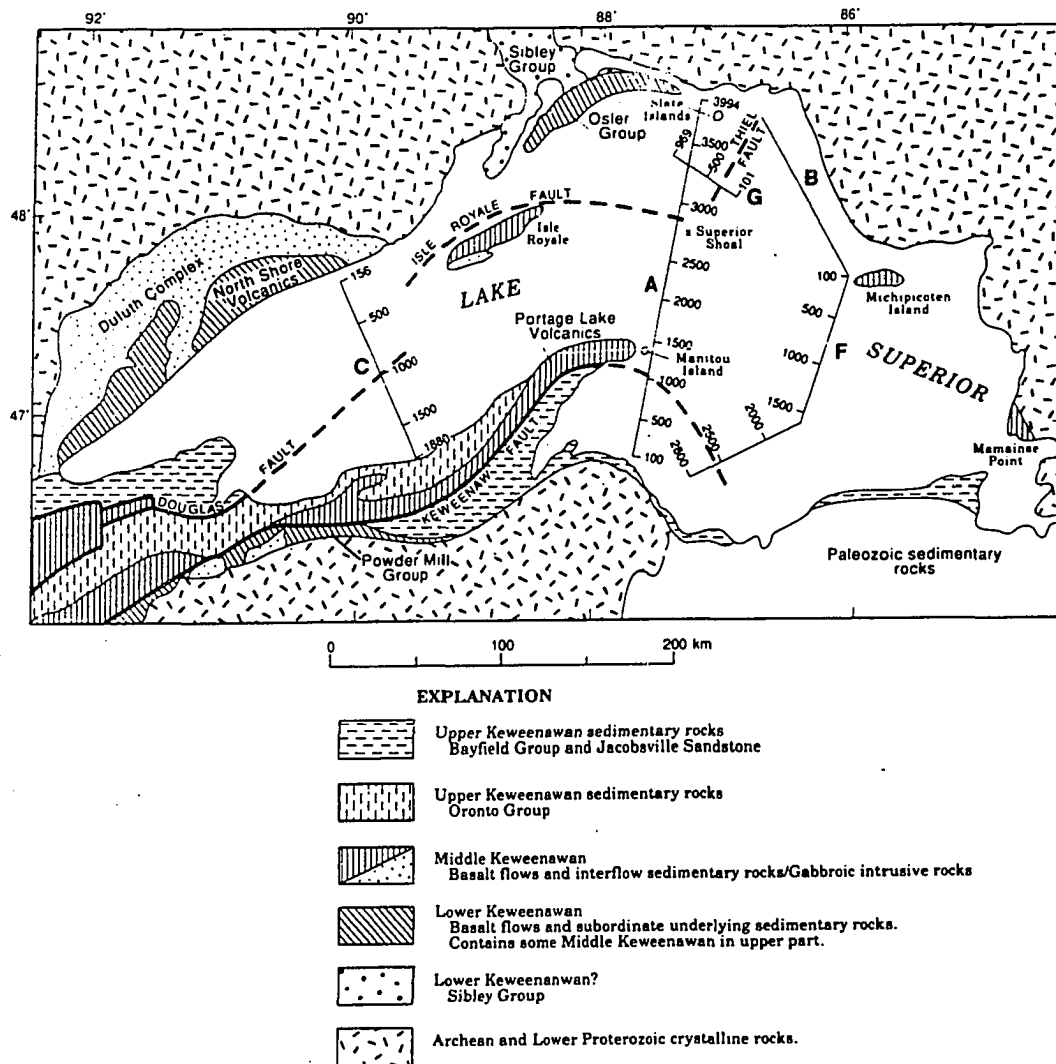 92'
90'
88'
86'
48'
47'
Sibley
Group
Slate
Islands
Osler
Group
3994
3500
THIEL
FAULT
969
500
101
G
B
3000
Superior
Shoal
2500
A
2000
1500
1000
500
100
Manitou
Island
ISLE ROYALE FAULT
Isle
Royale
LAKE
SUPERIOR
Duluth Complex
North Shore
Volcanics
156
500
C
1000
1500
1880
Portage Lake
Volcanics
100
500
F
1000
1500
2000
2500
2800
Michipicoten
Island
Mamainse
Point
DOUGLAS FAULT
KEWEENAW FAULT
Powder Mill
Group
Paleozoic sedimentary
rocks
0 100 200 km
EXPLANATION
Upper Keweenawan sedimentary rocks
Bayfield Group and Jacobsville Sandstone
Upper Keweenawan sedimentary rocks
Oronto Group
Middle Keweenawan
Basalt flows and interflow sedimentary rocks/Gabbroic intrusive rocks
Lower Keweenawan
Basalt flows and subordinate underlying sedimentary rocks.
Contains some Middle Keweenawan in upper part.
Lower Keweenanwan?
Sibley Group
Archean and Lower Proterozoic crystalline rocks.